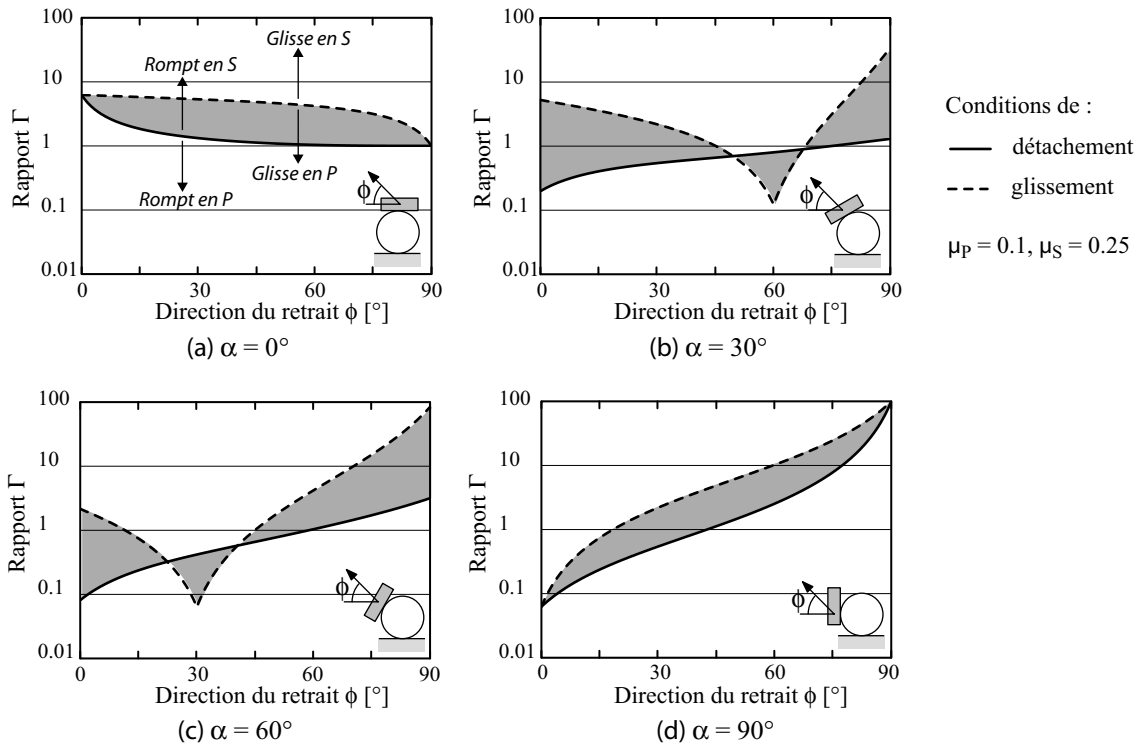 100
10
1
0.1
0.01
Rapport Γ
Glisse en S
Rompt en S
Glisse en P
Rompt en P
ϕ
0 30 60 90
Direction du retrait ϕ [°]
(a) α = 0°
100
10
1
0.1
0.01
Rapport Γ
ϕ
0 30 60 90
Direction du retrait ϕ [°]
(b) α = 30°
Conditions de :
détachement
glissement
μP = 0.1, μS = 0.25
100
10
1
0.1
0.01
Rapport Γ
ϕ
0 30 60 90
Direction du retrait ϕ [°]
(c) α = 60°
100
10
1
0.1
0.01
Rapport Γ
ϕ
0 30 60 90
Direction du retrait ϕ [°]
(d) α = 90°